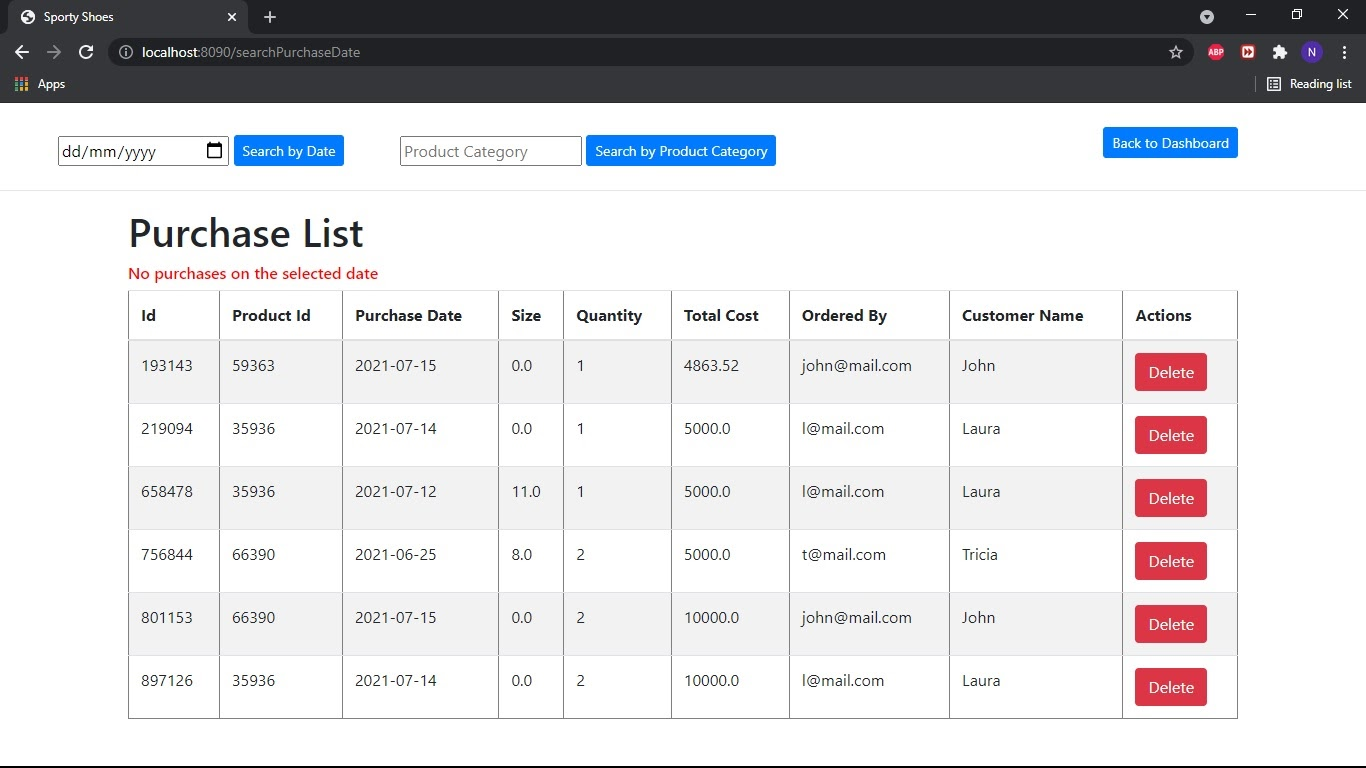 Sporty Shoes
localhost:8090/searchPurchaseDate
ABP
N
Apps
Reading list
dd/mm/yyyy Search by Date Product Category Search by Product Category Back to Dashboard
Purchase List
No purchases on the selected date
Id Product Id Purchase Date Size Quantity Total Cost Ordered By Customer Name Actions
193143 59363 2021-07-15 0.0 1 4863.52 john@mail.com John Delete
219094 35936 2021-07-14 0.0 1 5000.0 l@mail.com Laura Delete
658478 35936 2021-07-12 11.0 1 5000.0 l@mail.com Laura Delete
756844 66390 2021-06-25 8.0 2 5000.0 t@mail.com Tricia Delete
801153 66390 2021-07-15 0.0 2 10000.0 john@mail.com John Delete
897126 35936 2021-07-14 0.0 2 10000.0 l@mail.com Laura Delete